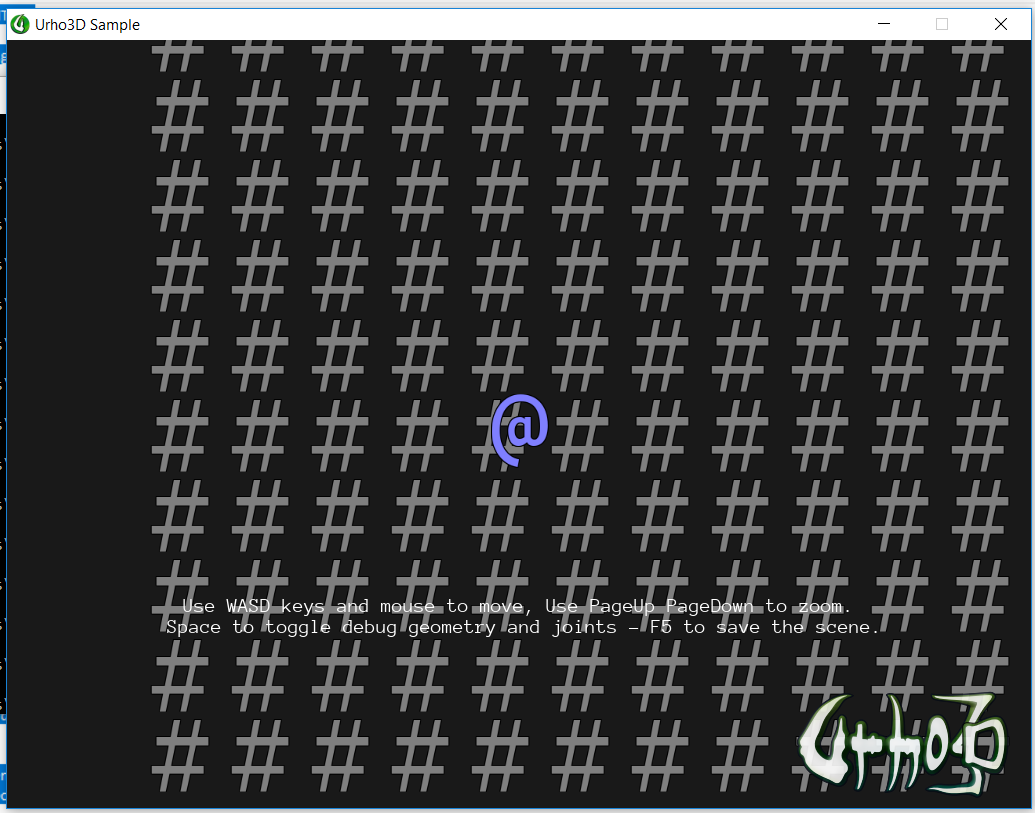 Urho3D Sample
# # # # # # # # # # #
# # # # # # # # # # #
# # # # # # # # # # #
# # # # # # # # # # #
# # # # # # # # # # #
# # # # # @ # # # # # #
# # # # # # # # # # #
# # # # # # # # # # #
Use WASD keys and mouse to move, Use PageUp PageDown to zoom.
Space to toggle debug geometry and joints - F5 to save the scene.
# # # # # # # # # # #
# # # # # # # # # # #
Urho3D